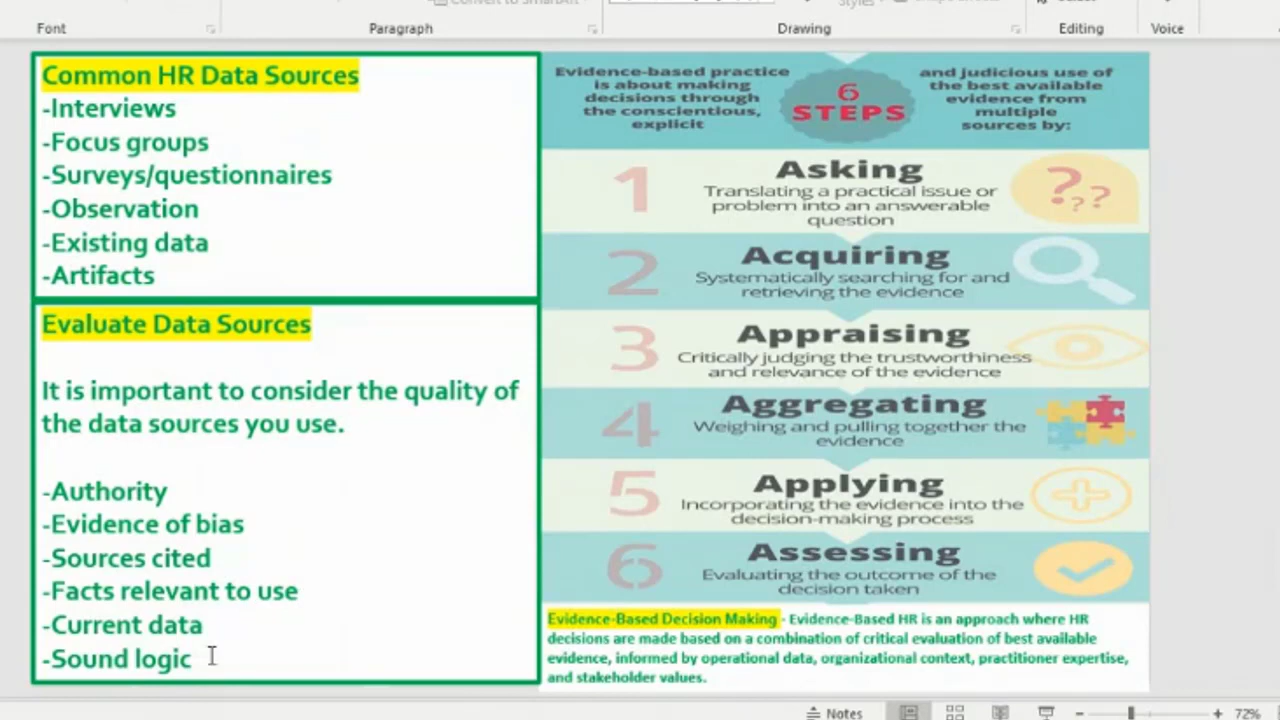 Font
Paragraph
Drawing
Editing
Voice
Common HR Data Sources
-Interviews
-Focus groups
-Surveys/questionnaires
-Observation
-Existing data
-Artifacts
Evaluate Data Sources
It is important to consider the quality of
the data sources you use.
-Authority
-Evidence of bias
-Sources cited
-Facts relevant to use
-Current data
-Sound logic
Evidence-based practice
is about making
decisions through
the conscientious,
explicit
6
STEPS
and judicious use of
the best available
evidence from
multiple
sources by:
1
Asking
Translating a practical issue or
problem into an answerable
question
? ? ?
2
Acquiring
Systematically searching for and
retrieving the evidence
3
Appraising
Critically judging the trustworthiness
and relevance of the evidence
4
Aggregating
Weighing and pulling together the
evidence
5
Applying
Incorporating the evidence into the
decision-making process
6
Assessing
Evaluating the outcome of the
decision taken
Evidence-Based Decision Making - Evidence-Based HR is an approach where HR
decisions are made based on a combination of critical evaluation of best available
evidence, informed by operational data, organizational context, practitioner expertise,
and stakeholder values.
Notes
72%